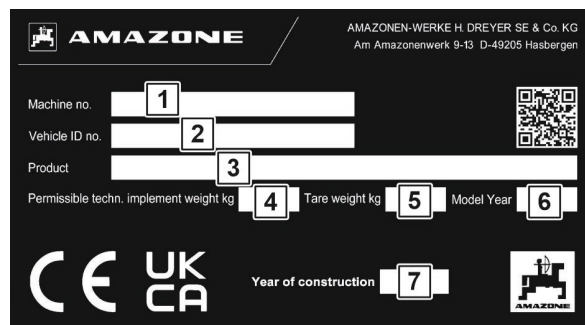 AMAZONE
AMAZONEN-WERKE H. DREYER SE & Co. KG
Am Amazonenwerk 9-13 D-49205 Hasbergen
Machine no. 1
Vehicle ID no. 2
Product 3
Permissible techn. implement weight kg 4 Tare weight kg 5 Model Year 6
CE UK
CA
Year of construction 7
AMAZONE